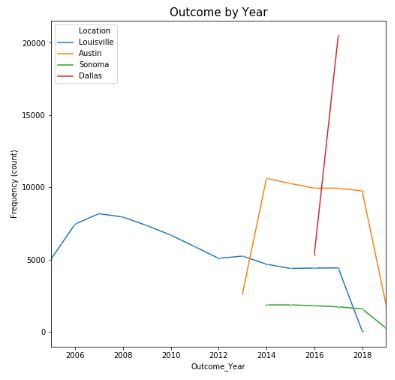 Outcome by Year
Location
Louisville
Austin
Sonoma
Dallas
20000
15000
10000
5000
0
Frequency (count)
2006 2008 2010 2012 2014 2016 2018
Outcome_Year